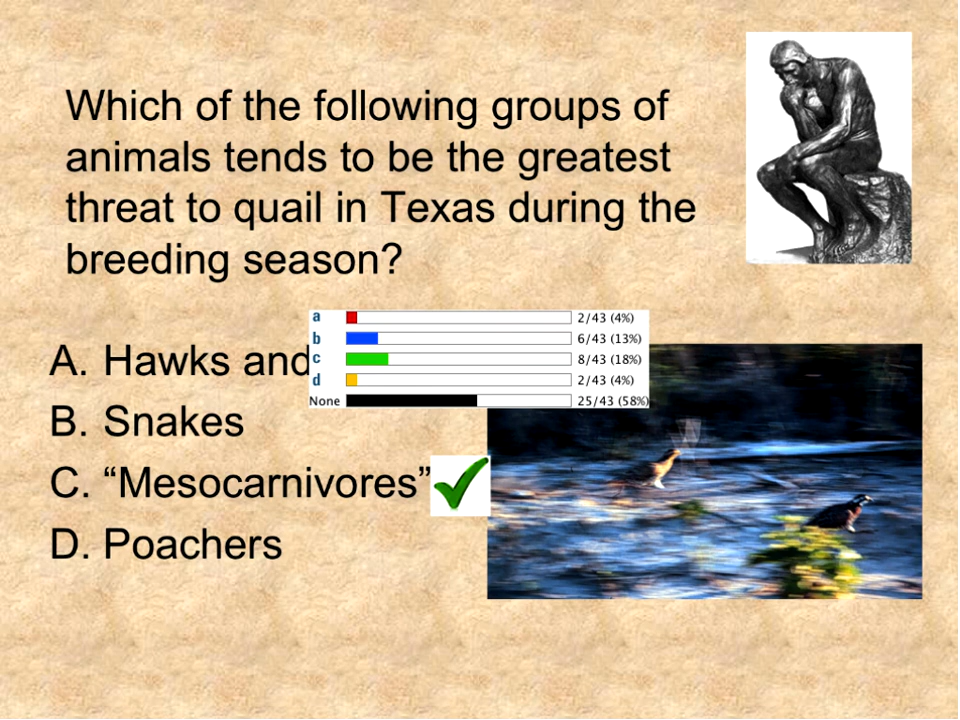 Which of the following groups of
animals tends to be the greatest
threat to quail in Texas during the
breeding season?
a 2/43 (4%)
b 6/43 (13%)
c 8/43 (18%)
d 2/43 (4%)
None 25/43 (58%)
A. Hawks and
B. Snakes
C. “Mesocarnivores”
D. Poachers